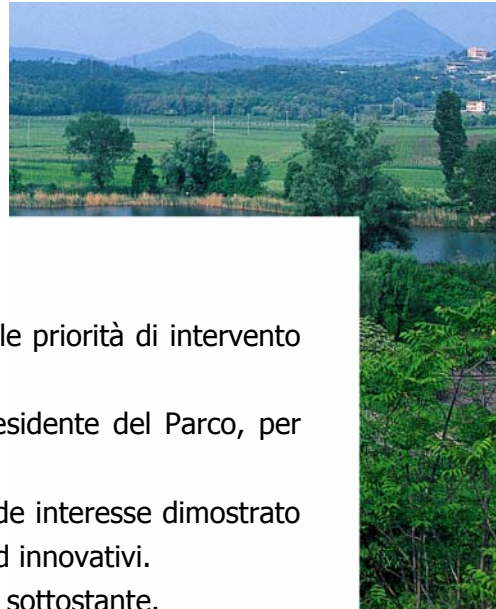 le priorità di intervento
esidente del Parco, per
de interesse dimostrato
d innovativi.
sottostante.